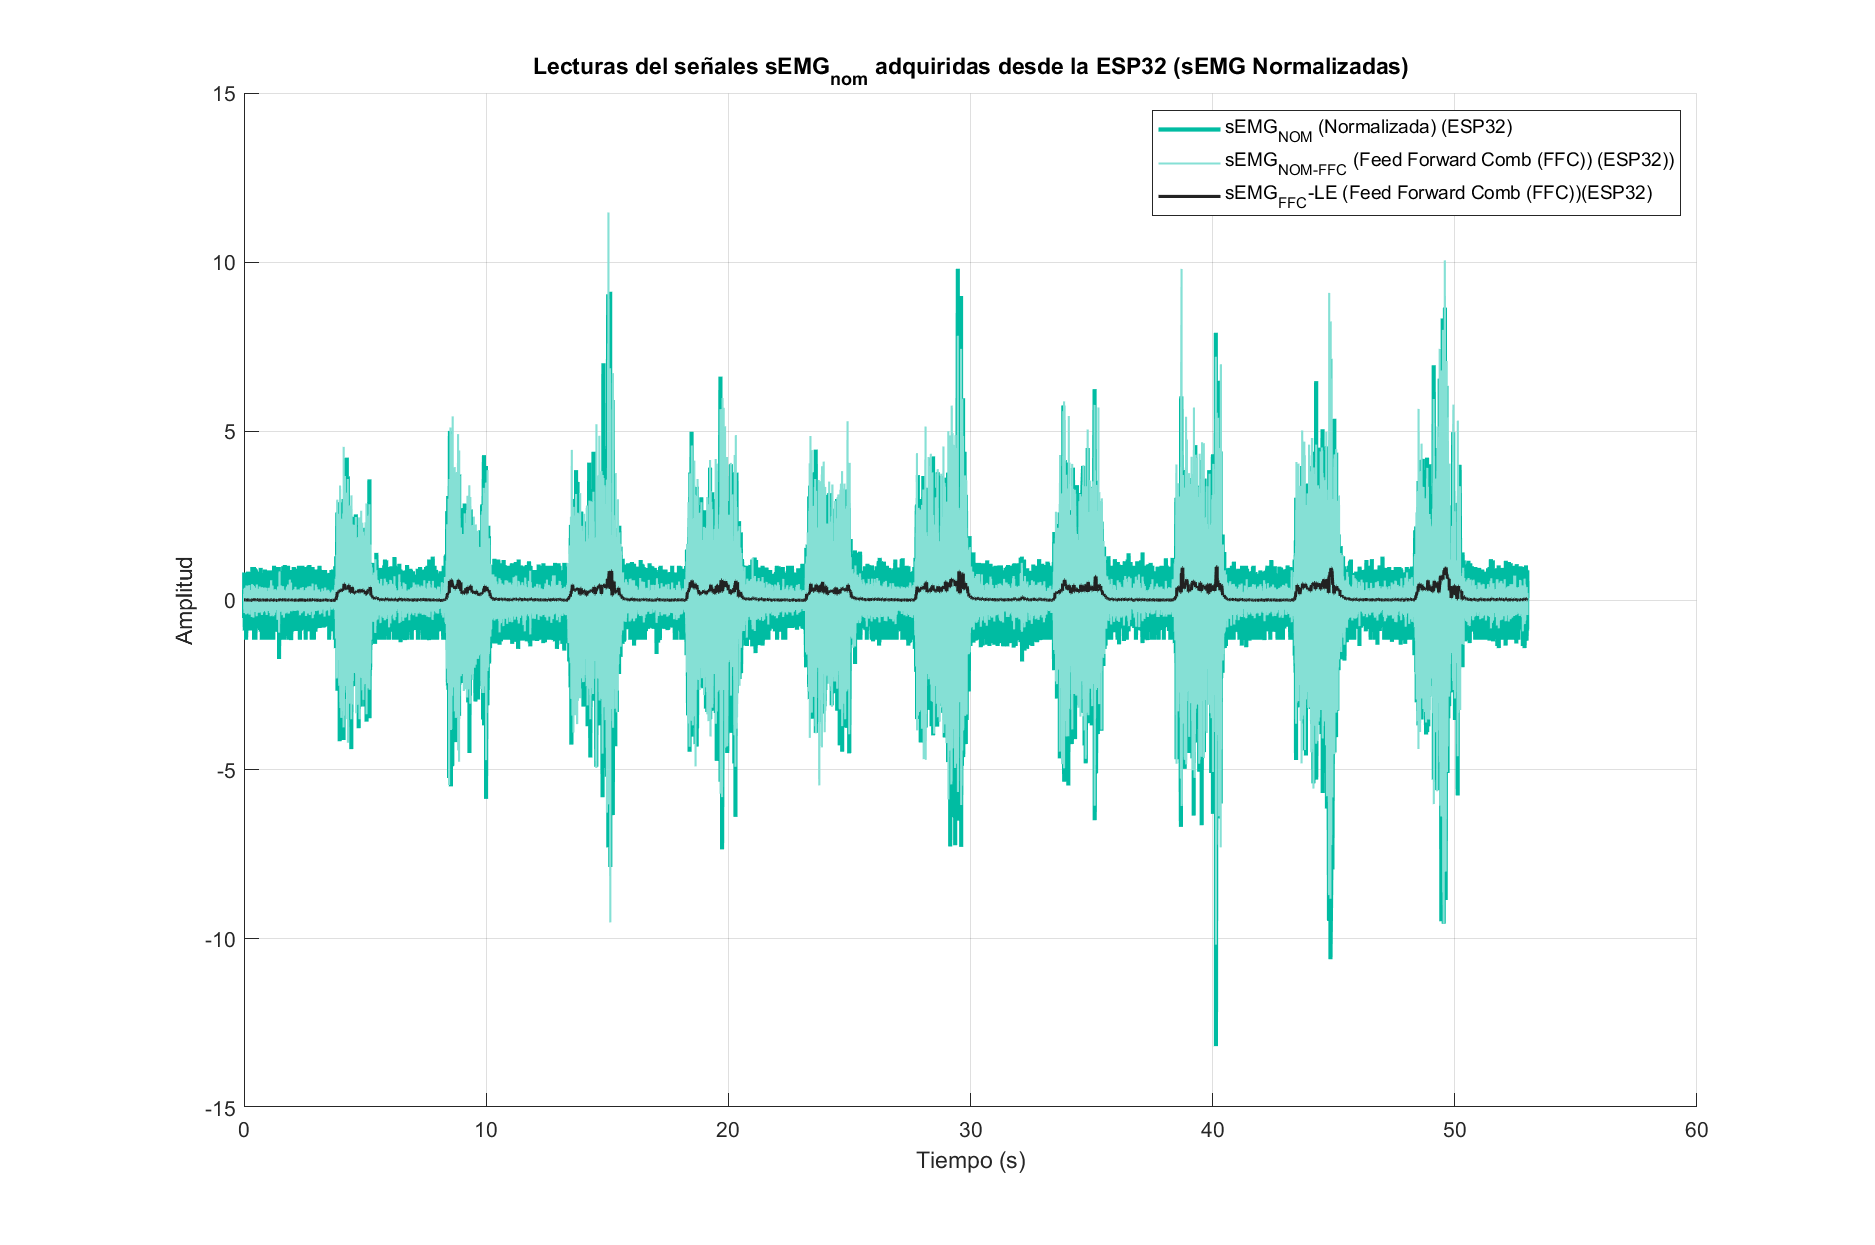 Lecturas del señales sEMGnom adquiridas desde la ESP32 (sEMG Normalizadas)
15
10
5
0
-5
-10
-15
Amplitud
sEMGNOM (Normalizada) (ESP32)
sEMGNOM-FFC (Feed Forward Comb (FFC)) (ESP32))
sEMGFFC-LE (Feed Forward Comb (FFC))(ESP32)
0 10 20 30 40 50 60
Tiempo (s)